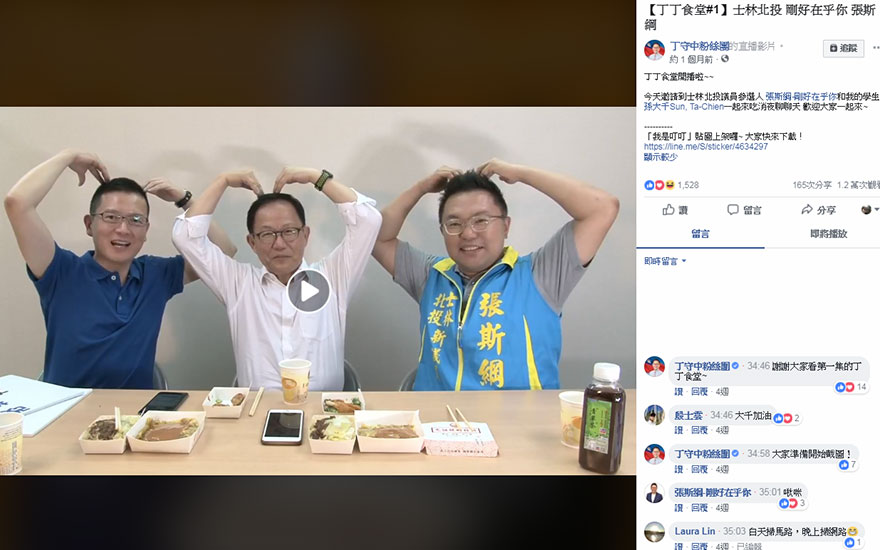 【丁丁食堂#1】士林北投 剛好在乎你 張斯
綱
丁守中粉絲團的直播影片。
約 1 個月前 ·
追蹤
丁丁食堂開播啦~~
今天邀請到士林北投議員參選人 張斯綱-剛好在乎你和我的學生
孫大千Sun, Ta-Chien一起來吃消夜聊聊天 歡迎大家一起來~
----------
「我是叮叮」貼圖上架囉~ 大家快來下載！
https://line.me/S/sticker/4634297
顯示較少
1,528
165次分享 1.2 萬次觀看
讚 留言 分享
留言 即將播放
即時留言
丁守中粉絲團 · 34:46 謝謝大家看第一集的丁
丁食堂~
14
讚 · 回覆 · 4週
殷士雲 · 34:46 大千加油
2
讚 · 回覆 · 4週
丁守中粉絲團 · 34:58 大家準備開始截圖！
7
讚 · 回覆 · 4週
張斯綱-剛好在乎你 · 35:01 啾咪
3
讚 · 回覆 · 4週
Laura Lin · 35:03 白天掃馬路，晚上掃網路
1
讚 · 回覆 · 4週 · 已編輯
張斯綱
士林
北投